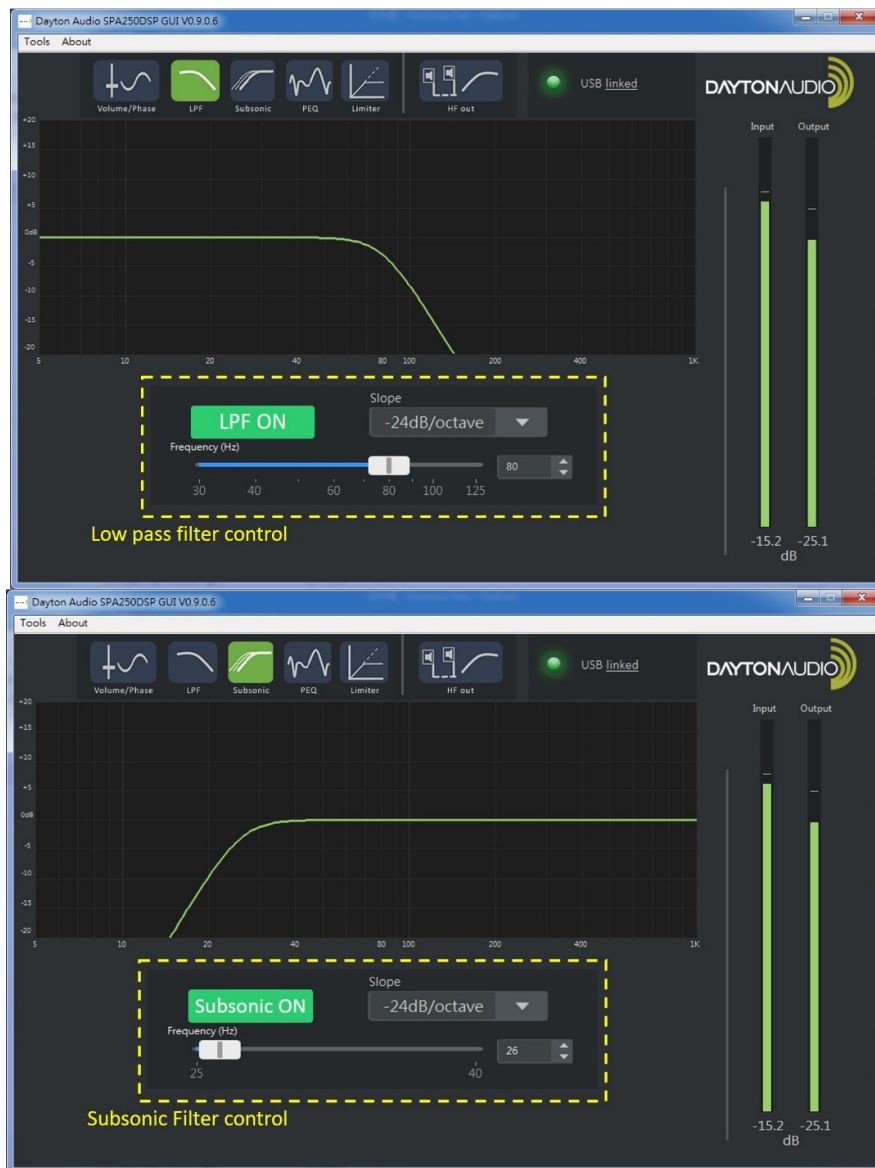 Dayton Audio SPA250DSP GUI V0.9.0.6
Tools About
Volume/Phase LPF Subsonic PEQ Limiter HF out USB linked DAYTONAUDIO
Input Output
+20
+15
+10
+5
0dB
-5
-10
-15
-20
5 10 20 40 80 100 200 400 1K
Slope
LPF ON -24dB/octave
Frequency (Hz)
80
30 40 60 80 100 125
Low pass filter control
-15.2 -25.1
dB
Dayton Audio SPA250DSP GUI V0.9.0.6
Tools About
Volume/Phase LPF Subsonic PEQ Limiter HF out USB linked DAYTONAUDIO
Input Output
+20
+15
+10
+5
0dB
-5
-10
-15
-20
5 10 20 40 80 100 200 400 1K
Slope
Subsonic ON -24dB/octave
Frequency (Hz)
26
25 40
Subsonic Filter control
-15.2 -25.1
dB